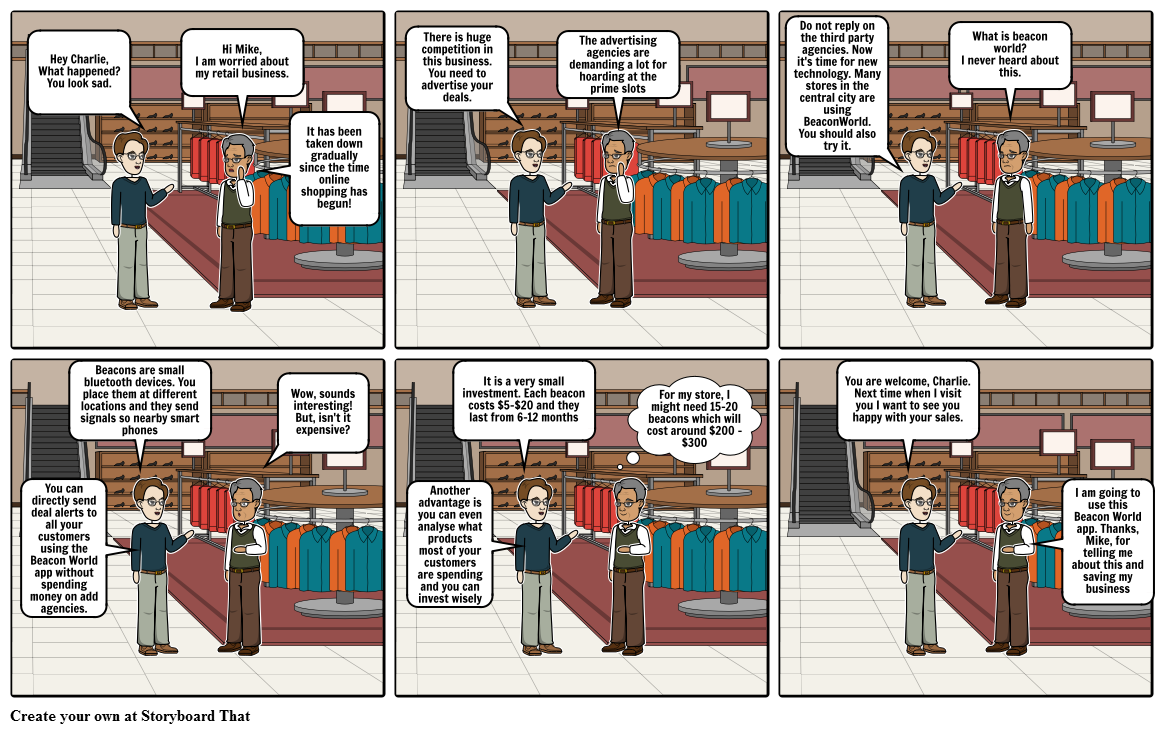 Hey Charlie,
What happened?
You look sad.
Hi Mike,
I am worried about
my retail business.
It has been
taken down
gradually
since the time
online
shopping has
begun!
There is huge
competition in
this business.
You need to
advertise your
deals.
The advertising
agencies are
demanding a lot for
hoarding at the
prime slots
Do not reply on
the third party
agencies. Now
it's time for new
technology. Many
stores in the
central city are
using
BeaconWorld.
You should also
try it.
What is beacon
world?
I never heard about
this.
Beacons are small
bluetooth devices. You
place them at different
locations and they send
signals so nearby smart
phones
Wow, sounds
interesting!
But, isn't it
expensive?
You can
directly send
deal alerts to
all your
customers
using the
Beacon World
app without
spending
money on add
agencies.
It is a very small
investment. Each beacon
costs $5-$20 and they
last from 6-12 months
For my store, I
might need 15-20
beacons which will
cost around $200 -
$300
Another
advantage is
you can even
analyse what
products
most of your
customers
are spending
and you can
invest wisely
You are welcome, Charlie.
Next time when I visit
you I want to see you
happy with your sales.
I am going to
use this
Beacon World
app. Thanks,
Mike, for
telling me
about this and
saving my
business
Create your own at Storyboard That